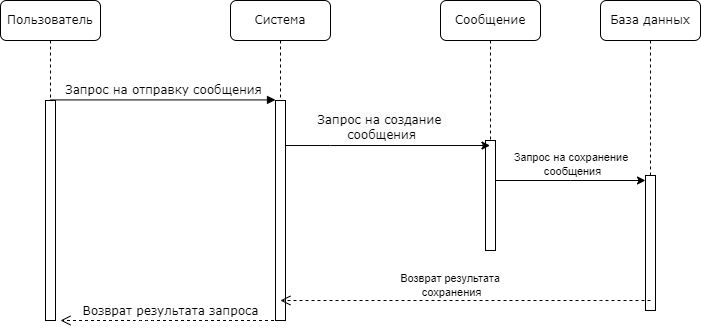 Пользователь
Система
Сообщение
База данных
Запрос на отправку сообщения
Запрос на создание
сообщения
Запрос на сохранение
сообщения
Возврат результата
сохранения
Возврат результата запроса